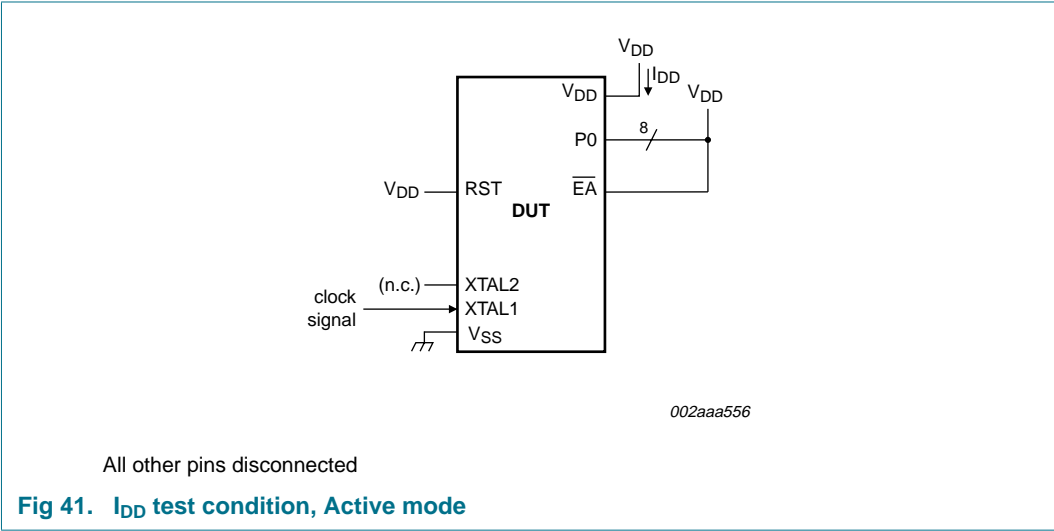 VDD
IDD
VDD
VDD
8
P0
VDD
RST
EA
DUT
(n.c.)
XTAL2
clock
signal
XTAL1
VSS
002aaa556
All other pins disconnected
Fig 41. IDD test condition, Active mode